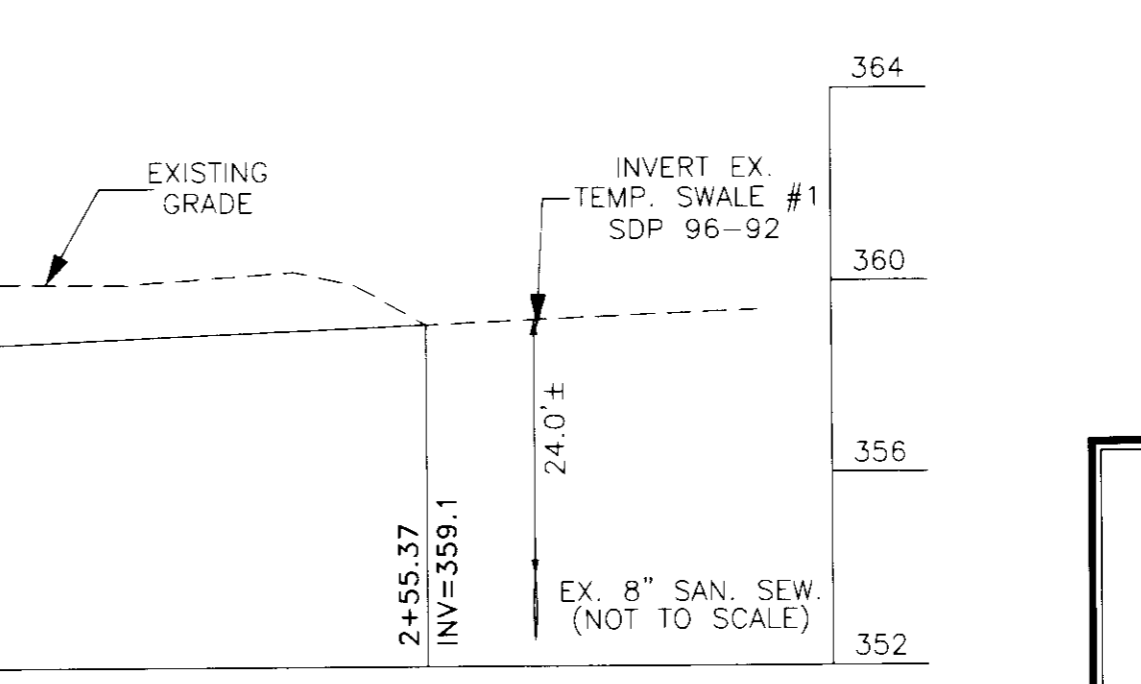 364
EXISTING
GRADE
INVERT EX.
TEMP. SWALE #1
SDP 96-92
360
24.0'±
356
2+55.37
INV=359.1
EX. 8" SAN. SEW.
(NOT TO SCALE)
352